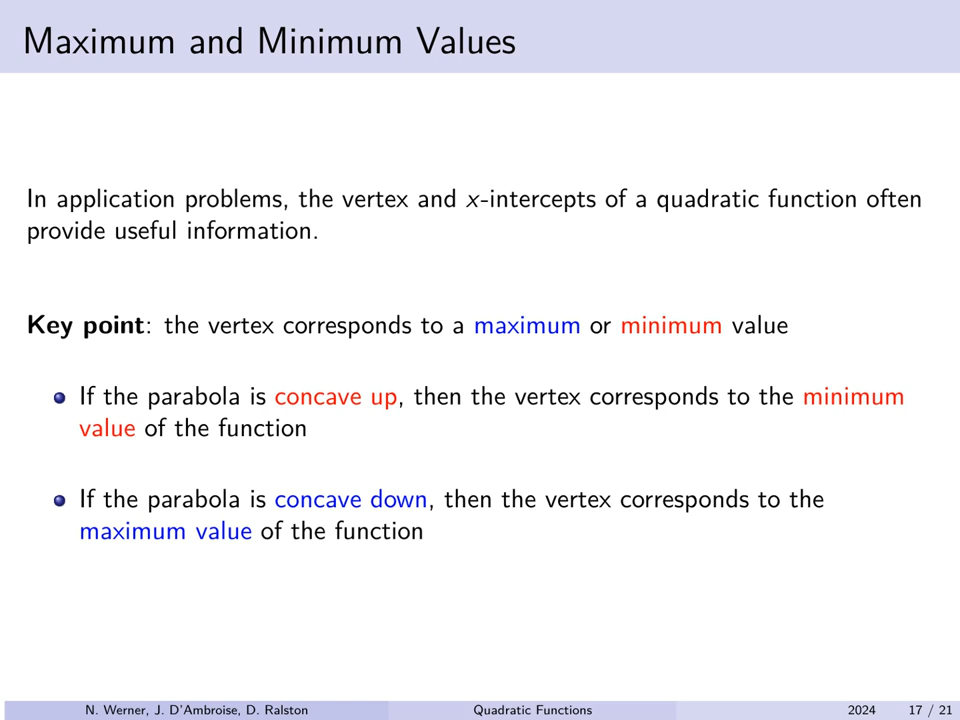 Maximum and Minimum Values
In application problems, the vertex and x-intercepts of a quadratic function often
provide useful information.
Key point: the vertex corresponds to a maximum or minimum value
If the parabola is concave up, then the vertex corresponds to the minimum
value of the function
If the parabola is concave down, then the vertex corresponds to the
maximum value of the function
N. Werner, J. D'Ambroise, D. Ralston Quadratic Functions 2024 17 / 21